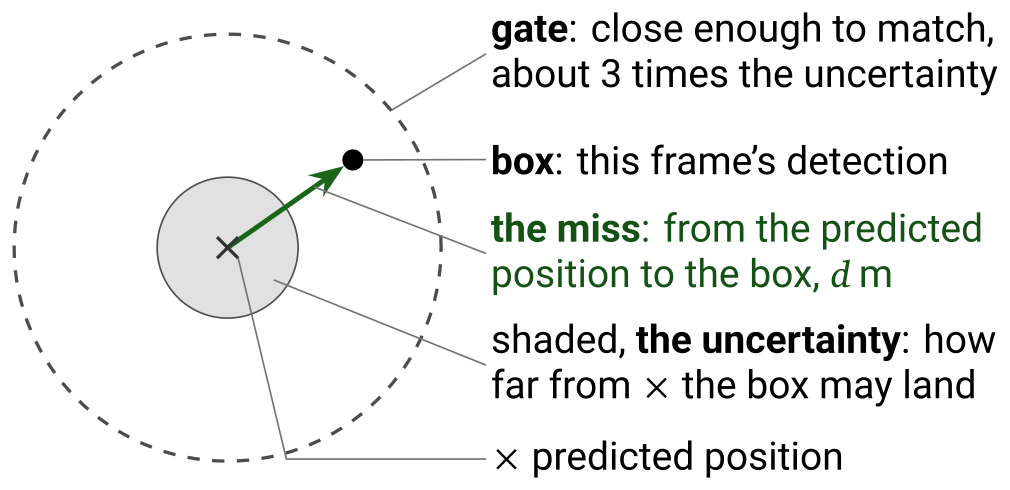 gate: close enough to match,
about 3 times the uncertainty
box: this frame’s detection
the miss: from the predicted
position to the box, d m
shaded, the uncertainty: how
far from × the box may land
× predicted position